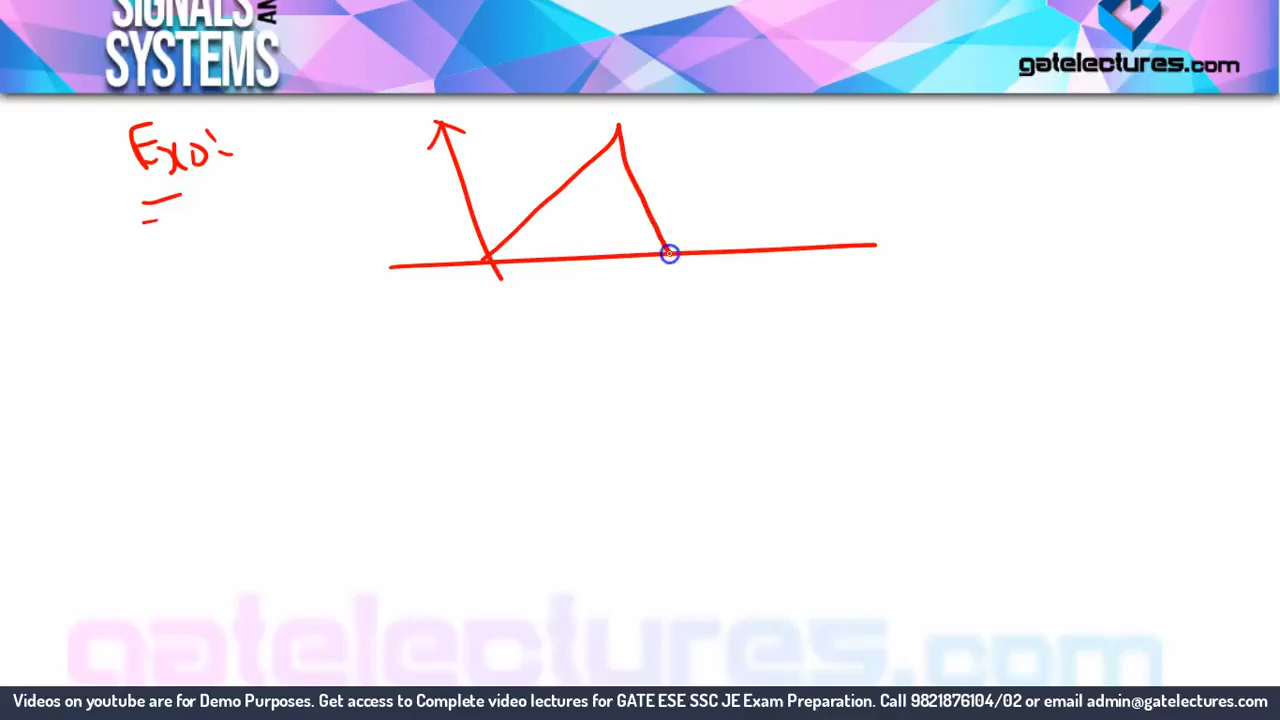 SIGNALS AND
SYSTEMS
gatelectures.com
Exo:-
gatelectures.com
Videos on youtube are for Demo Purposes. Get access to Complete video lectures for GATE ESE SSC JE Exam Preparation. Call 9821876104/02 or email admin@gatelectures.com